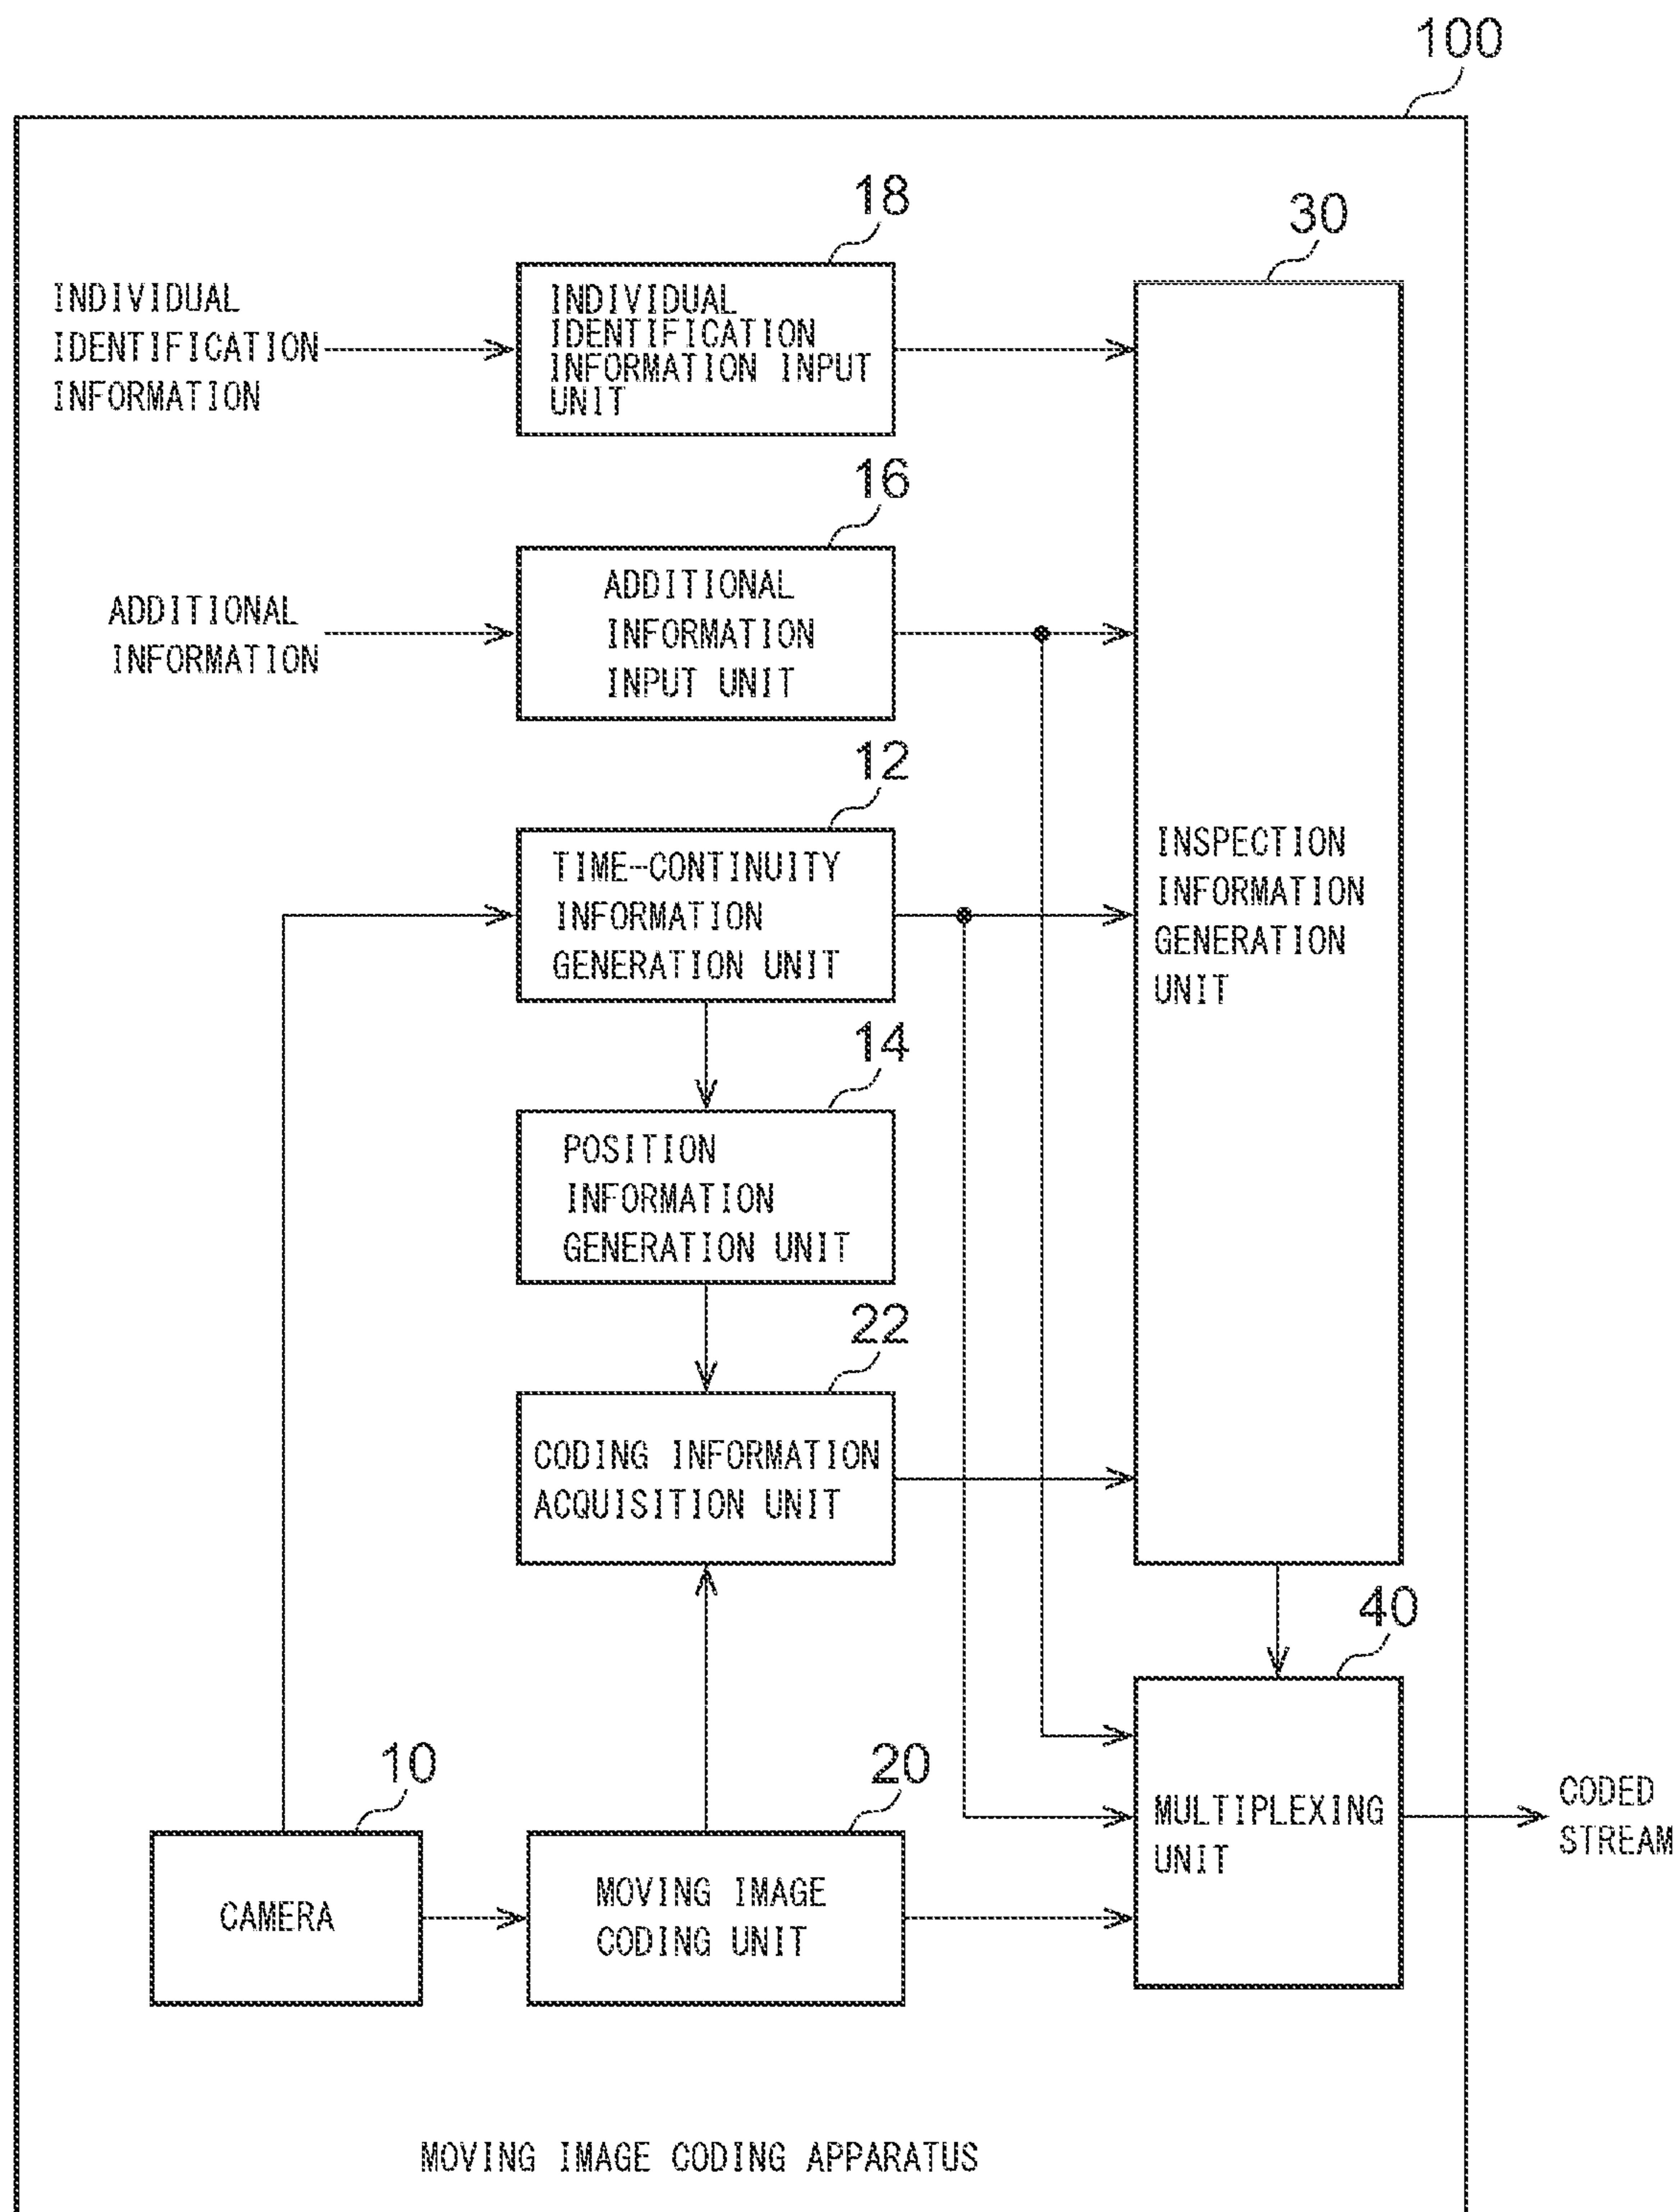 100
18
30
INDIVIDUAL
IDENTIFICATION
INFORMATION
INDIVIDUAL
IDENTIFICATION
INFORMATION INPUT
UNIT
16
ADDITIONAL
INFORMATION
ADDITIONAL
INFORMATION
INPUT UNIT
12
TIME-CONTINUITY
INFORMATION
GENERATION UNIT
INSPECTION
INFORMATION
GENERATION
UNIT
14
POSITION
INFORMATION
GENERATION UNIT
22
CODING INFORMATION
ACQUISITION UNIT
40
10
20
CAMERA
MOVING IMAGE
CODING UNIT
MULTIPLEXING
UNIT
CODED
STREAM
MOVING IMAGE CODING APPARATUS